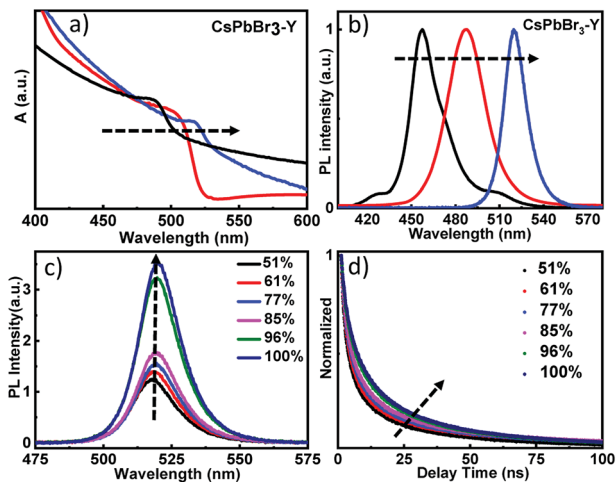 a)
CsPbBr3-Y
A (a.u.)
400 450 500 550 600
Wavelength (nm)
b)
CsPbBr₃-Y
PL intensity(a.u.)
1
0
420 450 480 510 540 570
Wavelength (nm)
c)
PL Intensity(a.u.)
3
2
1
0
51%
61%
77%
85%
96%
100%
475 500 525 550 575
Wavelength (nm)
d)
Normalized
1
0
51%
61%
77%
85%
96%
100%
0 25 50 75 100
Delay Time (ns)